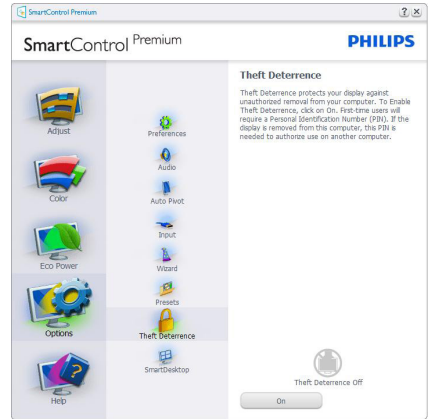 SmartControl Premium
? x
SmartControl Premium
PHILIPS
Adjust
Color
Eco Power
Options
Help
Preferences
Audio
Auto Pivot
Input
Wizard
Presets
Theft Deterrence
SmartDesktop
Theft Deterrence
Theft Deterrence protects your display against
unauthorized removal from your computer. To Enable
Theft Deterrence, click on On. First-time users will
require a Personal Identification Number (PIN). If the
display is removed from this computer, this PIN is
needed to authorize use on another computer.
Theft Deterrence Off
On